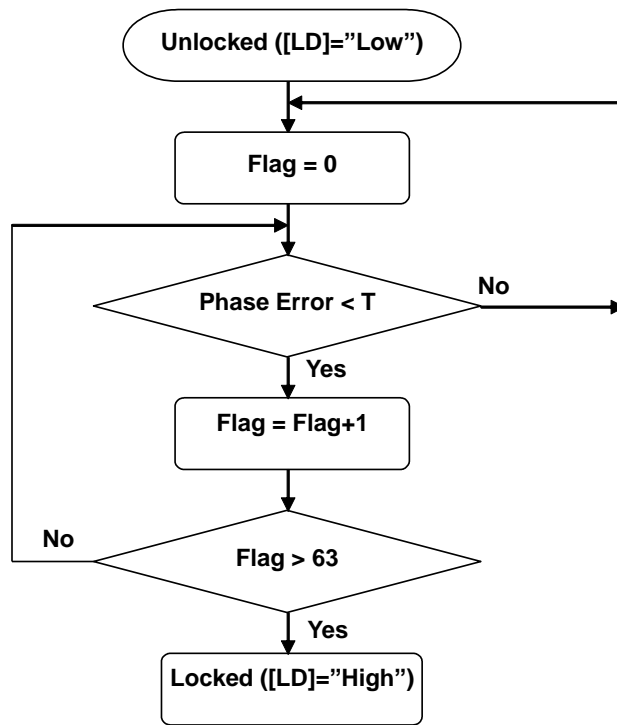 Unlocked ([LD]=”Low”)
Flag = 0
Phase Error < T
No
Yes
Flag = Flag+1
No
Flag > 63
Yes
Locked ([LD]=”High”)